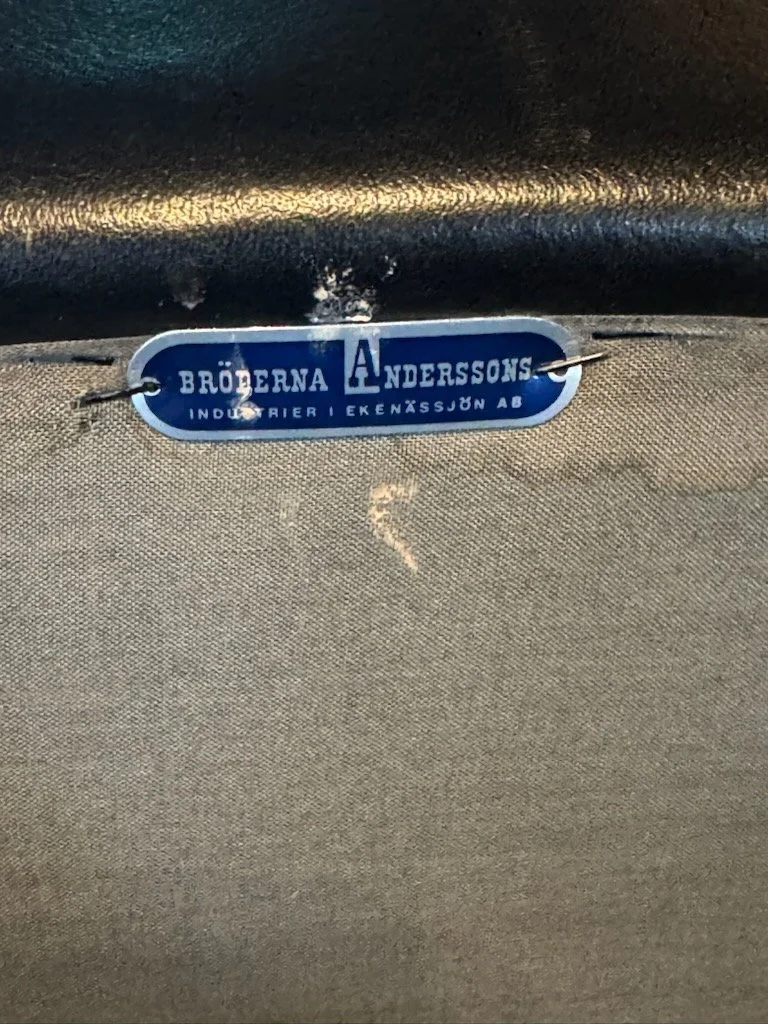 BRÖDERNA ANDERSSONS
INDUSTRIER I EKENÄSSJÖN AB